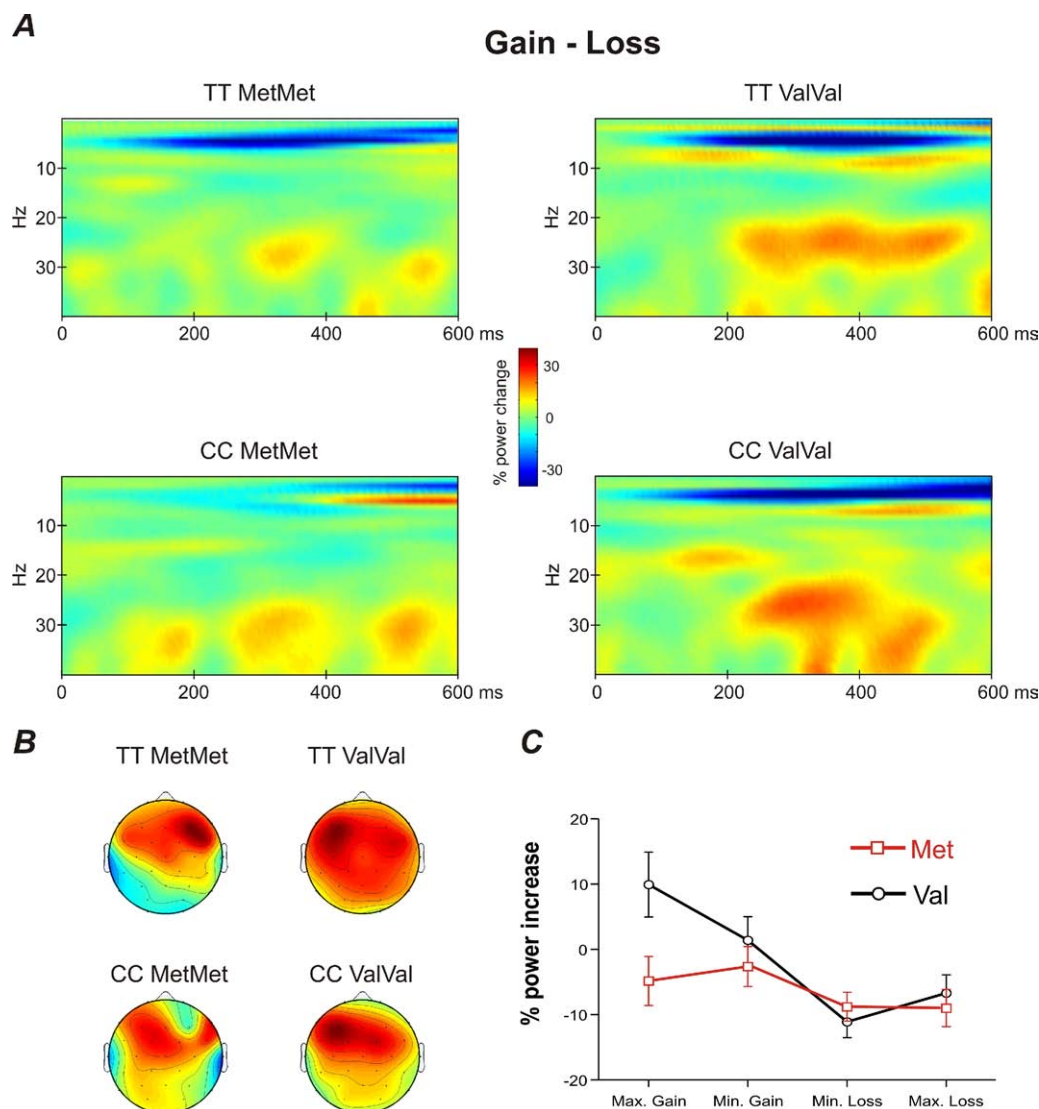 A
Gain - Loss
TT MetMet
TT ValVal
Hz
10
20
30
0
200
400
600 ms
Hz
10
20
30
0
200
400
600 ms
% power change
30
0
-30
CC MetMet
CC ValVal
Hz
10
20
30
0
200
400
600 ms
Hz
10
20
30
0
200
400
600 ms
B
TT MetMet
TT ValVal
CC MetMet
CC ValVal
C
% power increase
20
10
0
-10
-20
Met
Val
Max. Gain
Min. Gain
Min. Loss
Max. Loss